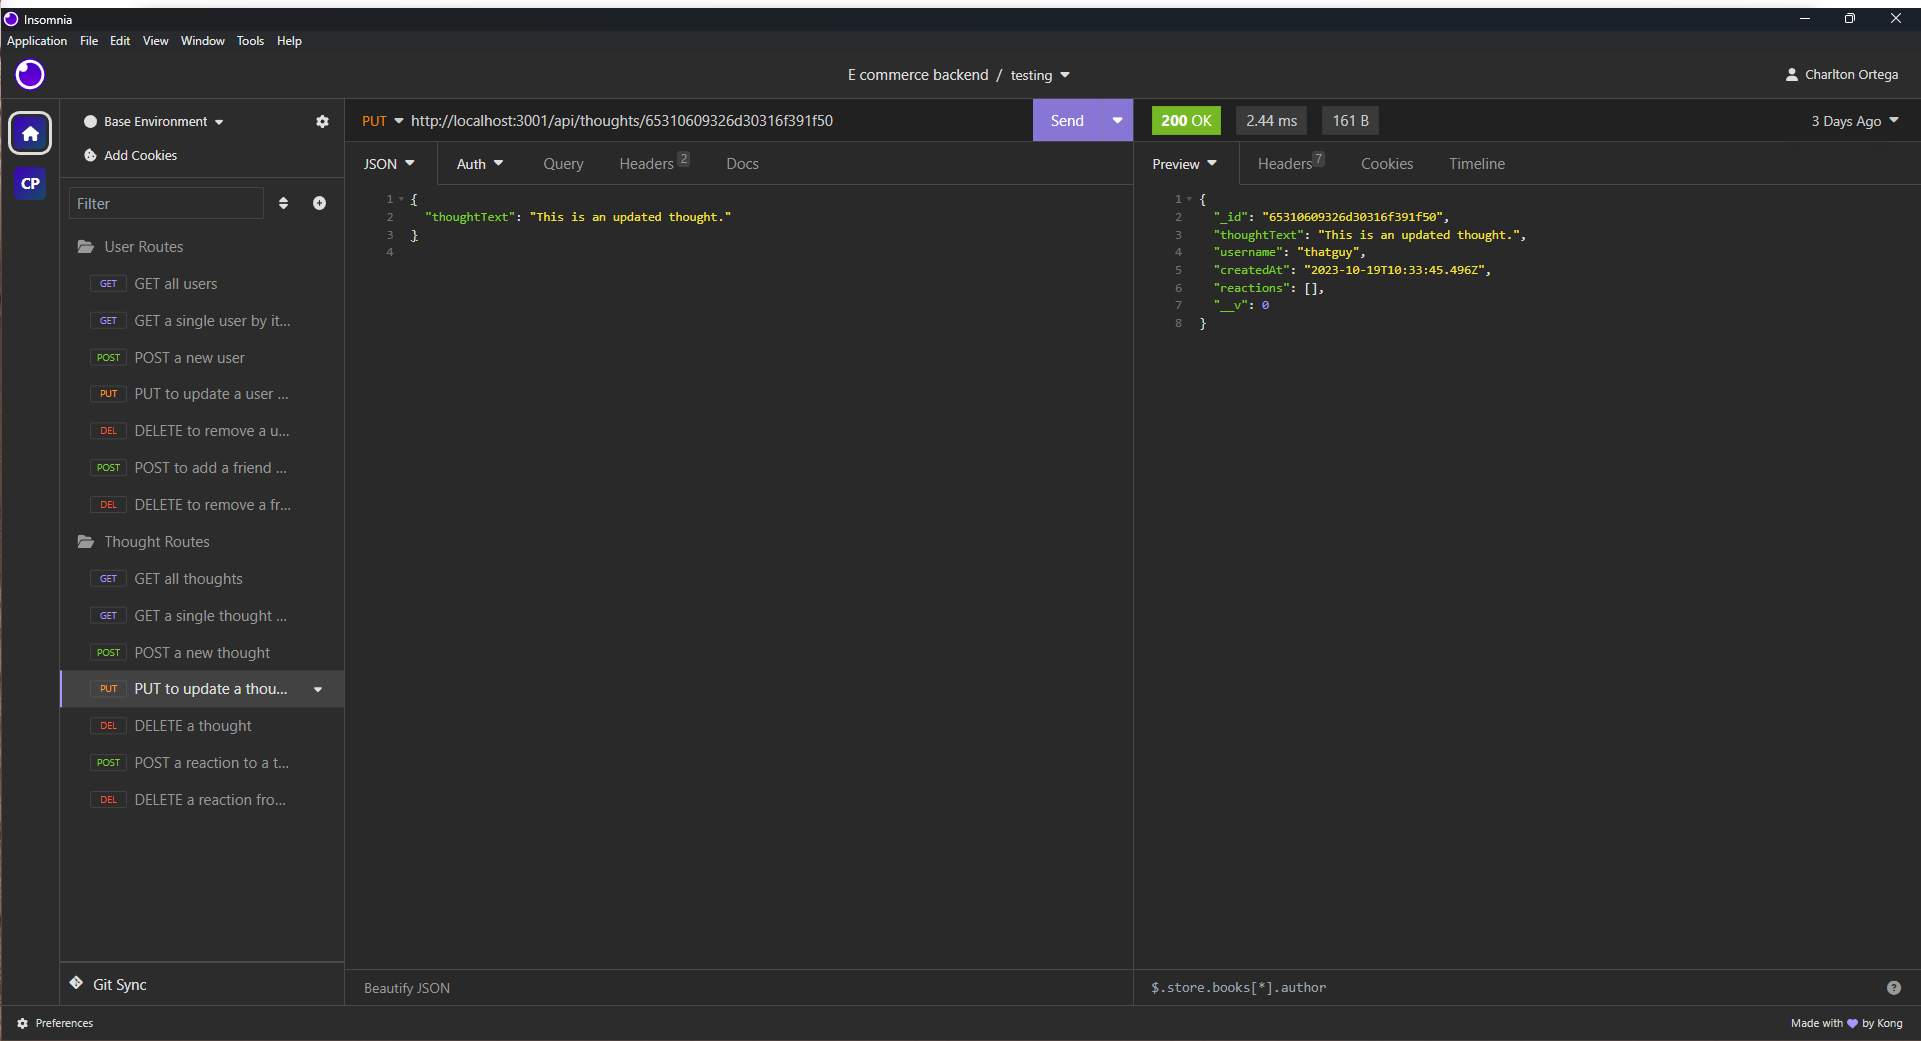 Insomnia
Application File Edit View Window Tools Help
E commerce backend / testing
Charlton Ortega
Base Environment
Add Cookies
CP
Filter
User Routes
GET GET all users
GET GET a single user by it...
POST POST a new user
PUT PUT to update a user ...
DEL DELETE to remove a u...
POST POST to add a friend ...
DEL DELETE to remove a fr...
Thought Routes
GET GET all thoughts
GET GET a single thought ...
POST POST a new thought
PUT PUT to update a thou...
DEL DELETE a thought
POST POST a reaction to a t...
DEL DELETE a reaction fro...
Git Sync
PUT http://localhost:3001/api/thoughts/65310609326d30316f391f50 Send
JSON Auth Query Headers 2 Docs
1 {
2 "thoughtText": "This is an updated thought."
3 }
4
Beautify JSON
200 OK 2.44 ms 161 B 3 Days Ago
Preview Headers 7 Cookies Timeline
1 {
2 "_id": "65310609326d30316f391f50",
3 "thoughtText": "This is an updated thought.",
4 "username": "thatguy",
5 "createdAt": "2023-10-19T10:33:45.496Z",
6 "reactions": [],
7 "__v": 0
8 }
$.store.books[*].author
?
Preferences
Made with by Kong